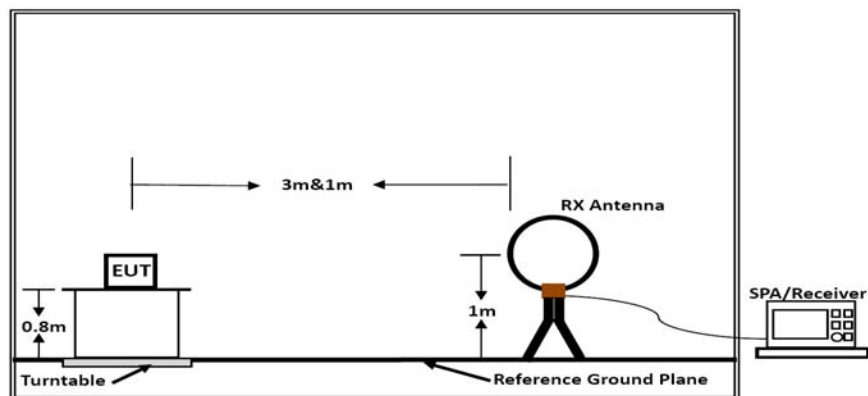 3m&1m
RX Antenna
EUT
SPA/Receiver
0.8m
1m
Turntable
Reference Ground Plane